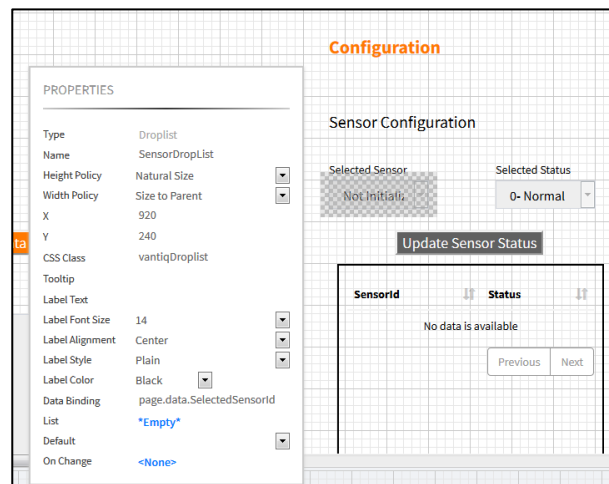 Configuration
PROPERTIES
Type Droplist
Name SensorDropList
Height Policy Natural Size
Width Policy Size to Parent
X 920
Y 240
CSS Class vantiqDroplist
Tooltip
Label Text
Label Font Size 14
Label Alignment Center
Label Style Plain
Label Color Black
Data Binding page.data.SelectedSensorId
List *Empty*
Default
On Change <None>
Sensor Configuration
Selected Sensor Selected Status
Not Initializ 0- Normal
ta
Update Sensor Status
SensorId Status
No data is available
Previous Next